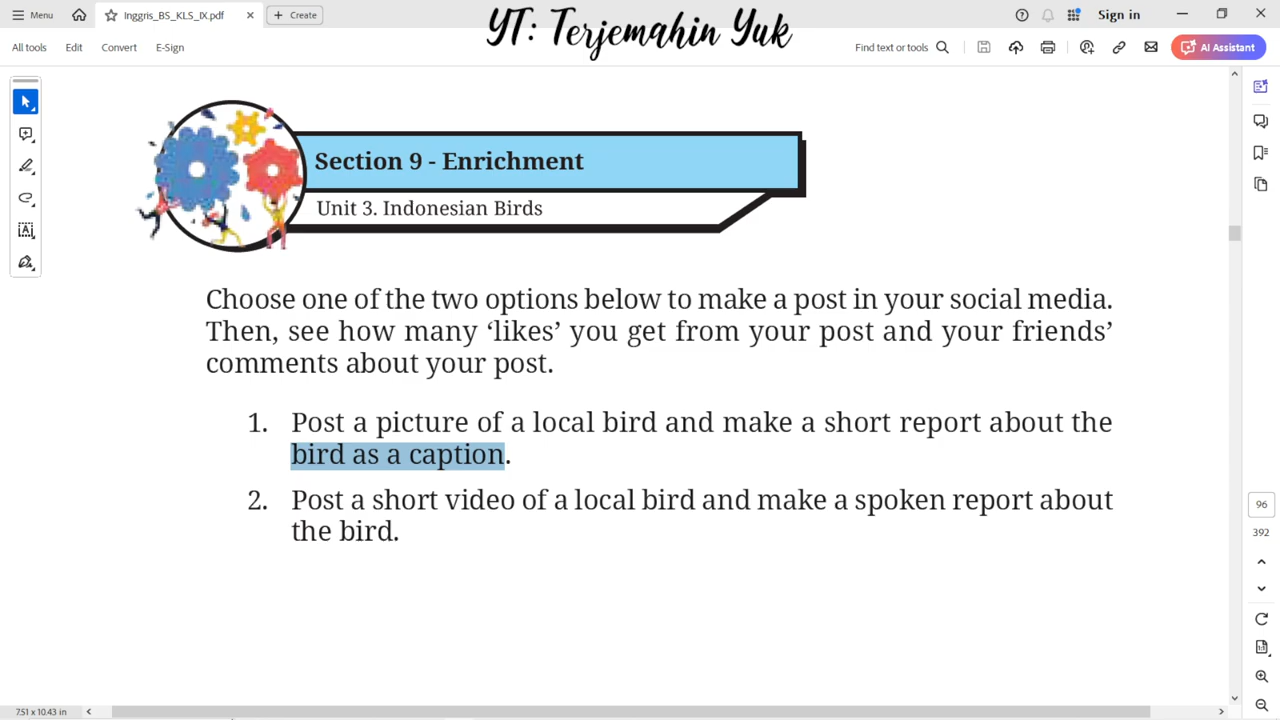 Menu
Inggris_BS_KLS_IX.pdf
Create
Sign in
YT: Terjemahin Yuk
All tools
Edit
Convert
E-Sign
Find text or tools
AI Assistant
Section 9 - Enrichment
Unit 3. Indonesian Birds
Choose one of the two options below to make a post in your social media.
Then, see how many ‘likes’ you get from your post and your friends’
comments about your post.
1. Post a picture of a local bird and make a short report about the
bird as a caption.
2. Post a short video of a local bird and make a spoken report about
the bird.
96
392
7.51 x 10.43 in